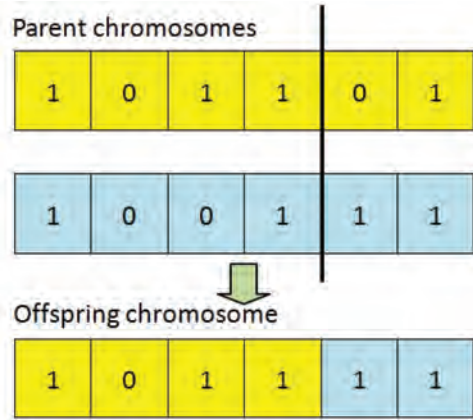 Parent chromosomes
1 0 1 1 0 1
1 0 0 1 1 1
Offspring chromosome
1 0 1 1 1 1